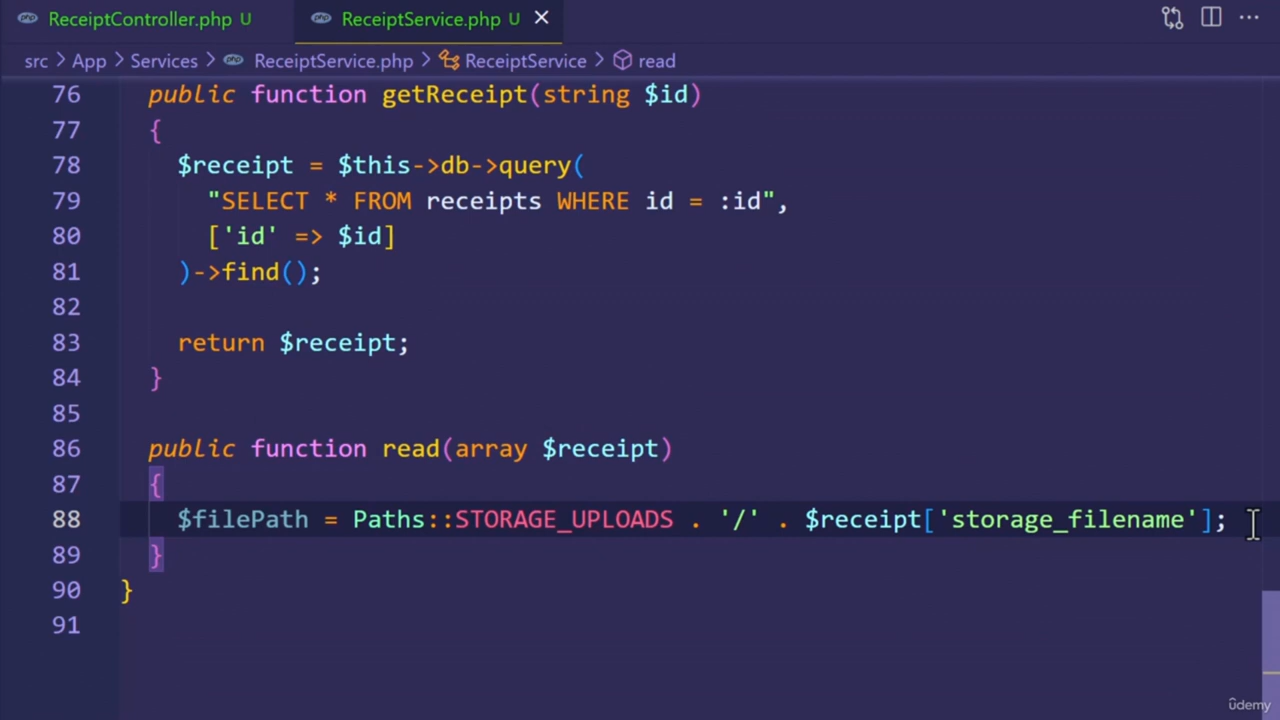 ReceiptController.php U ReceiptService.php U
src > App > Services > php ReceiptService.php > ReceiptService > read
76 public function getReceipt(string $id)
77 {
78 $receipt = $this->db->query(
79 "SELECT * FROM receipts WHERE id = :id",
80 ['id' => $id]
81 )->find();
82
83 return $receipt;
84 }
85
86 public function read(array $receipt)
87 {
88 $filePath = Paths::STORAGE_UPLOADS . '/' . $receipt['storage_filename'];
89 }
90 }
91
ûdemy